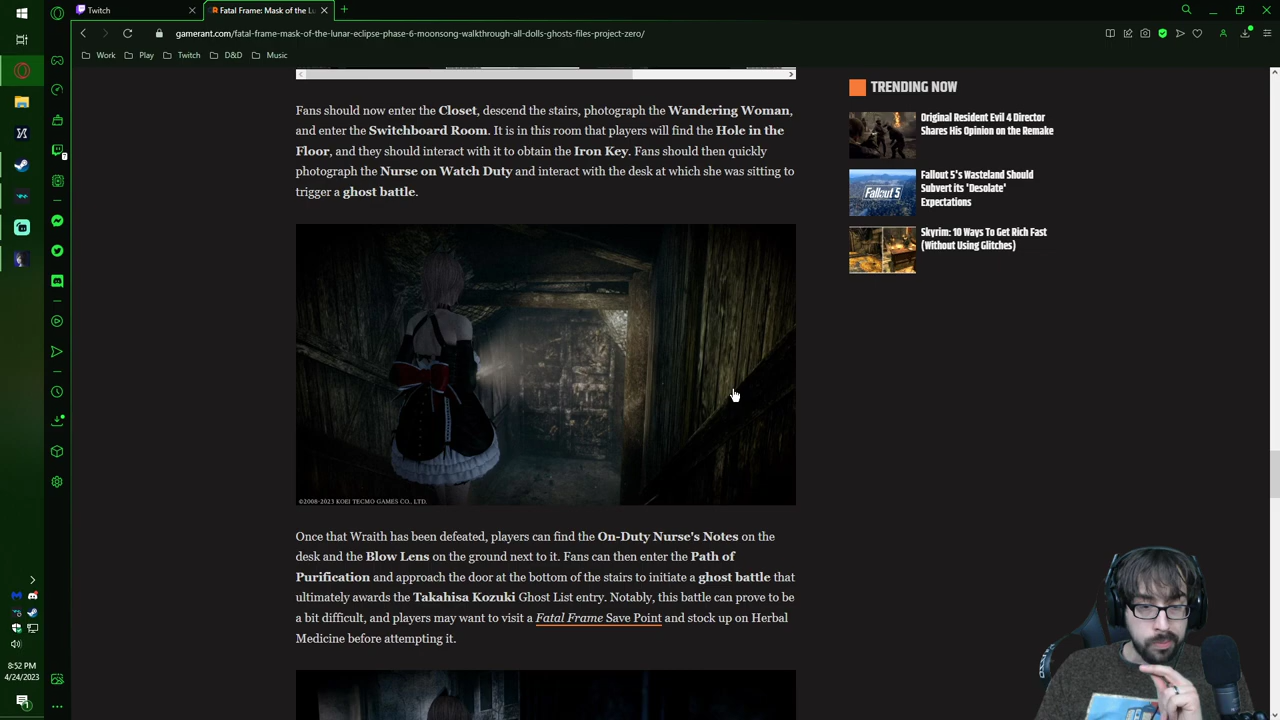 Twitch
Fatal Frame: Mask of the Lu
gamerant.com/fatal-frame-mask-of-the-lunar-eclipse-phase-6-moonsong-walkthrough-all-dolls-ghosts-files-project-zero/
Work
Play
Twitch
D&D
Music
Fans should now enter the Closet, descend the stairs, photograph the Wandering Woman,
and enter the Switchboard Room. It is in this room that players will find the Hole in the
Floor, and they should interact with it to obtain the Iron Key. Fans should then quickly
photograph the Nurse on Watch Duty and interact with the desk at which she was sitting to
trigger a ghost battle.
©2008-2023 KOEI TECMO GAMES CO., LTD.
Once that Wraith has been defeated, players can find the On-Duty Nurse's Notes on the
desk and the Blow Lens on the ground next to it. Fans can then enter the Path of
Purification and approach the door at the bottom of the stairs to initiate a ghost battle that
ultimately awards the Takahisa Kozuki Ghost List entry. Notably, this battle can prove to be
a bit difficult, and players may want to visit a Fatal Frame Save Point and stock up on Herbal
Medicine before attempting it.
TRENDING NOW
Original Resident Evil 4 Director
Shares His Opinion on the Remake
Fallout 5
Fallout 5's Wasteland Should
Subvert its 'Desolate'
Expectations
Skyrim: 10 Ways To Get Rich Fast
(Without Using Glitches)
8:52 PM
4/24/2023